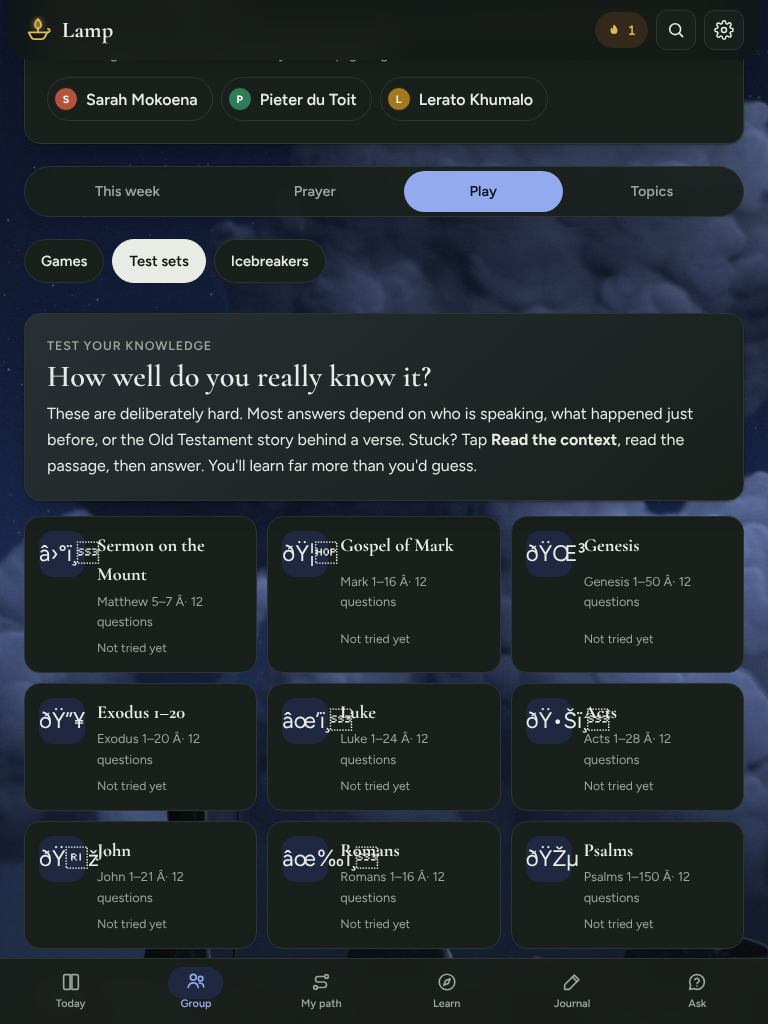 Lamp
1
S Sarah Mokoena
P Pieter du Toit
L Lerato Khumalo
This week
Prayer
Play
Topics
Games
Test sets
Icebreakers
TEST YOUR KNOWLEDGE
How well do you really know it?
These are deliberately hard. Most answers depend on who is speaking, what happened just
before, or the Old Testament story behind a verse. Stuck? Tap Read the context, read the
passage, then answer. You'll learn far more than you'd guess.
Sermon on the
Mount
Matthew 5–7 Â· 12
questions
Not tried yet
Gospel of Mark
Mark 1–16 Â· 12
questions
Not tried yet
ðŸŒ³
Genesis
Genesis 1–50 Â· 12
questions
Not tried yet
ðŸ”¥
Exodus 1–20
Exodus 1–20 Â· 12
questions
Not tried yet
Luke
Luke 1–24 Â· 12
questions
Not tried yet
Acts
Acts 1–28 Â· 12
questions
Not tried yet
John
John 1–21 Â· 12
questions
Not tried yet
Romans
Romans 1–16 Â· 12
questions
Not tried yet
ðŸŽµ
Psalms
Psalms 1–150 Â· 12
questions
Not tried yet
Today
Group
My path
Learn
Journal
Ask